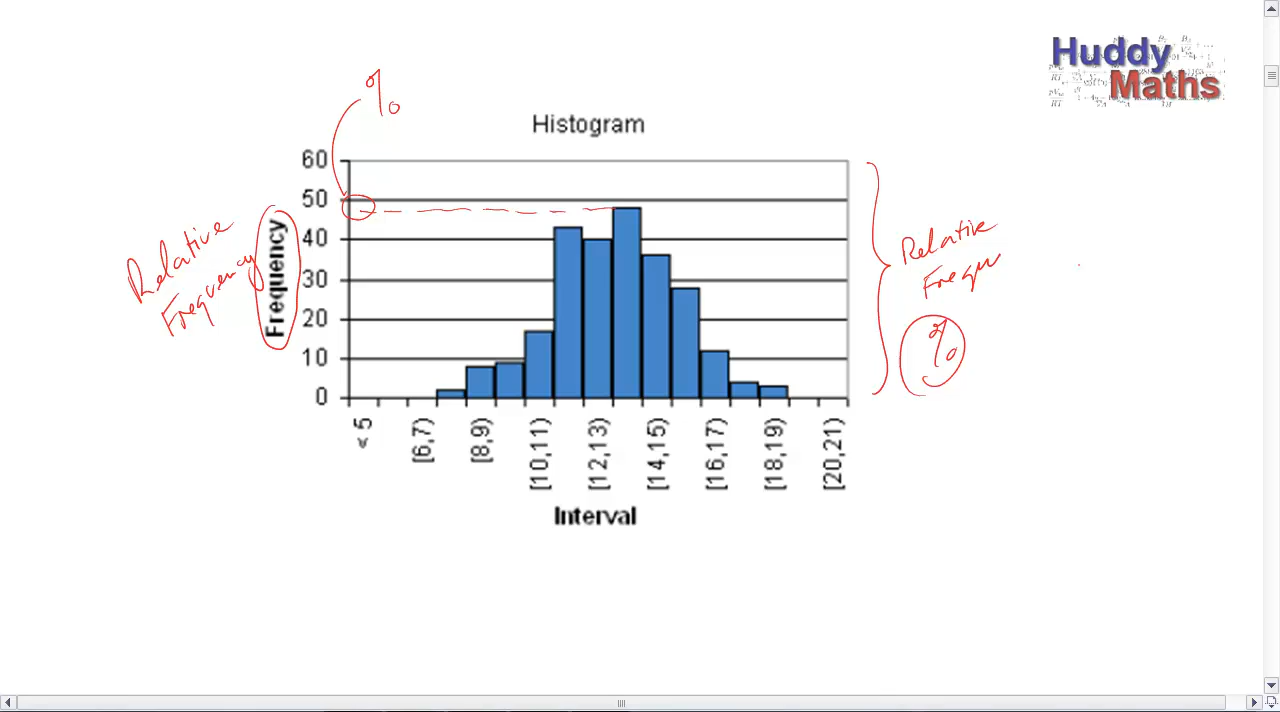 Huddy
Maths
%
Histogram
60
50
40
30
20
10
0
Relative
Frequency
Frequency
Relative
Frequ
%
< 5
[6,7)
[8,9)
[10,11)
[12,13)
[14,15)
[16,17)
[18,19)
[20,21)
Interval